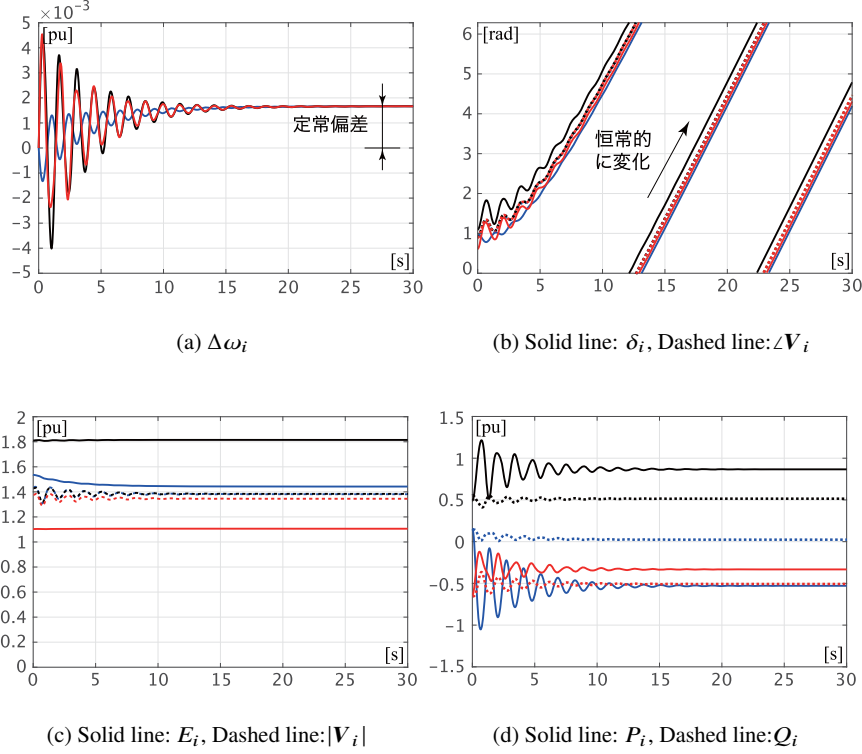 ×10⁻³
5
4
3
2
1
0
−1
−2
−3
−4
−5
[pu]
定常偏差
[s]
0 5 10 15 20 25 30
(a) Δωᵢ
6
5
4
3
2
1
0
[rad]
恒常的
に変化
[s]
0 5 10 15 20 25 30
(b) Solid line: δᵢ, Dashed line:∠Vᵢ
2
1.8
1.6
1.4
1.2
1
0.8
0.6
0.4
0.2
0
[pu]
[s]
0 5 10 15 20 25 30
(c) Solid line: Eᵢ, Dashed line:|Vᵢ|
1.5
1
0.5
0
−0.5
−1
−1.5
[pu]
[s]
0 5 10 15 20 25 30
(d) Solid line: Pᵢ, Dashed line:Qᵢ